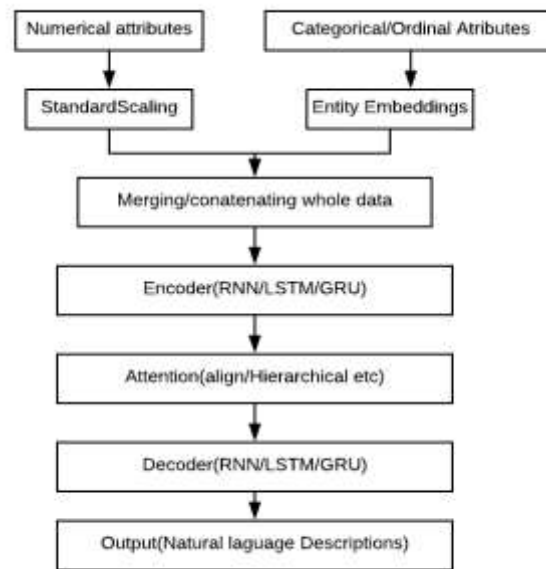 Numerical attributes
Categorical/Ordinal Atributes
StandardScaling
Entity Embeddings
Merging/conatenating whole data
Encoder(RNN/LSTM/GRU)
Attention(align/Hierarchical etc)
Decoder(RNN/LSTM/GRU)
Output(Natural laguage Descriptions)